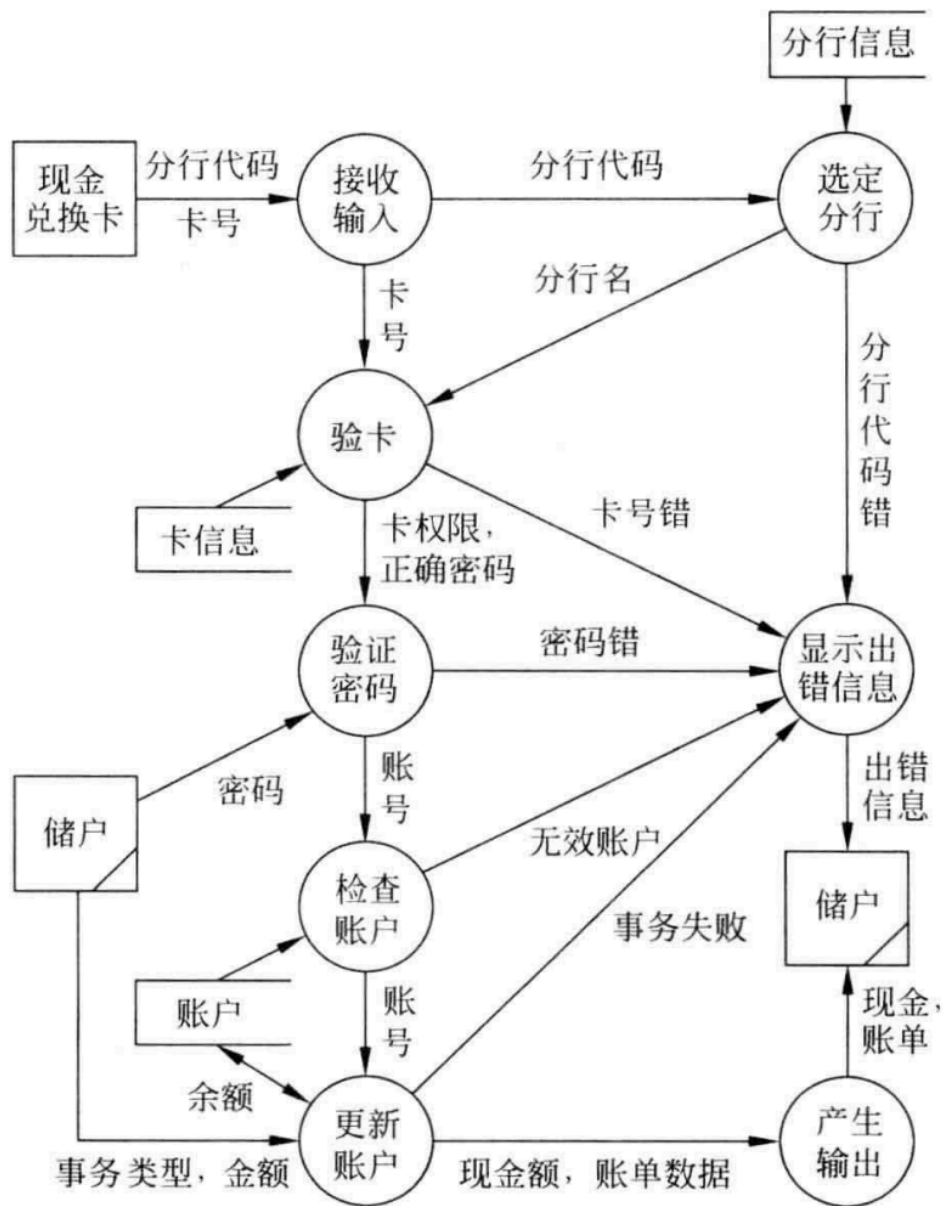 分行信息
现金
兑换卡
分行代码
卡号
接收
输入
分行代码
选定
分行
卡
号
分行名
分
行
代
码
错
验卡
卡信息
卡权限，
正确密码
卡号错
验证
密码
密码错
显示出
错信息
储户
密码
账
号
无效账户
出错
信息
检查
账户
储户
事务失败
账户
账
号
现金，
账单
余额
更新
账户
产生
输出
事务类型，金额
现金额，账单数据